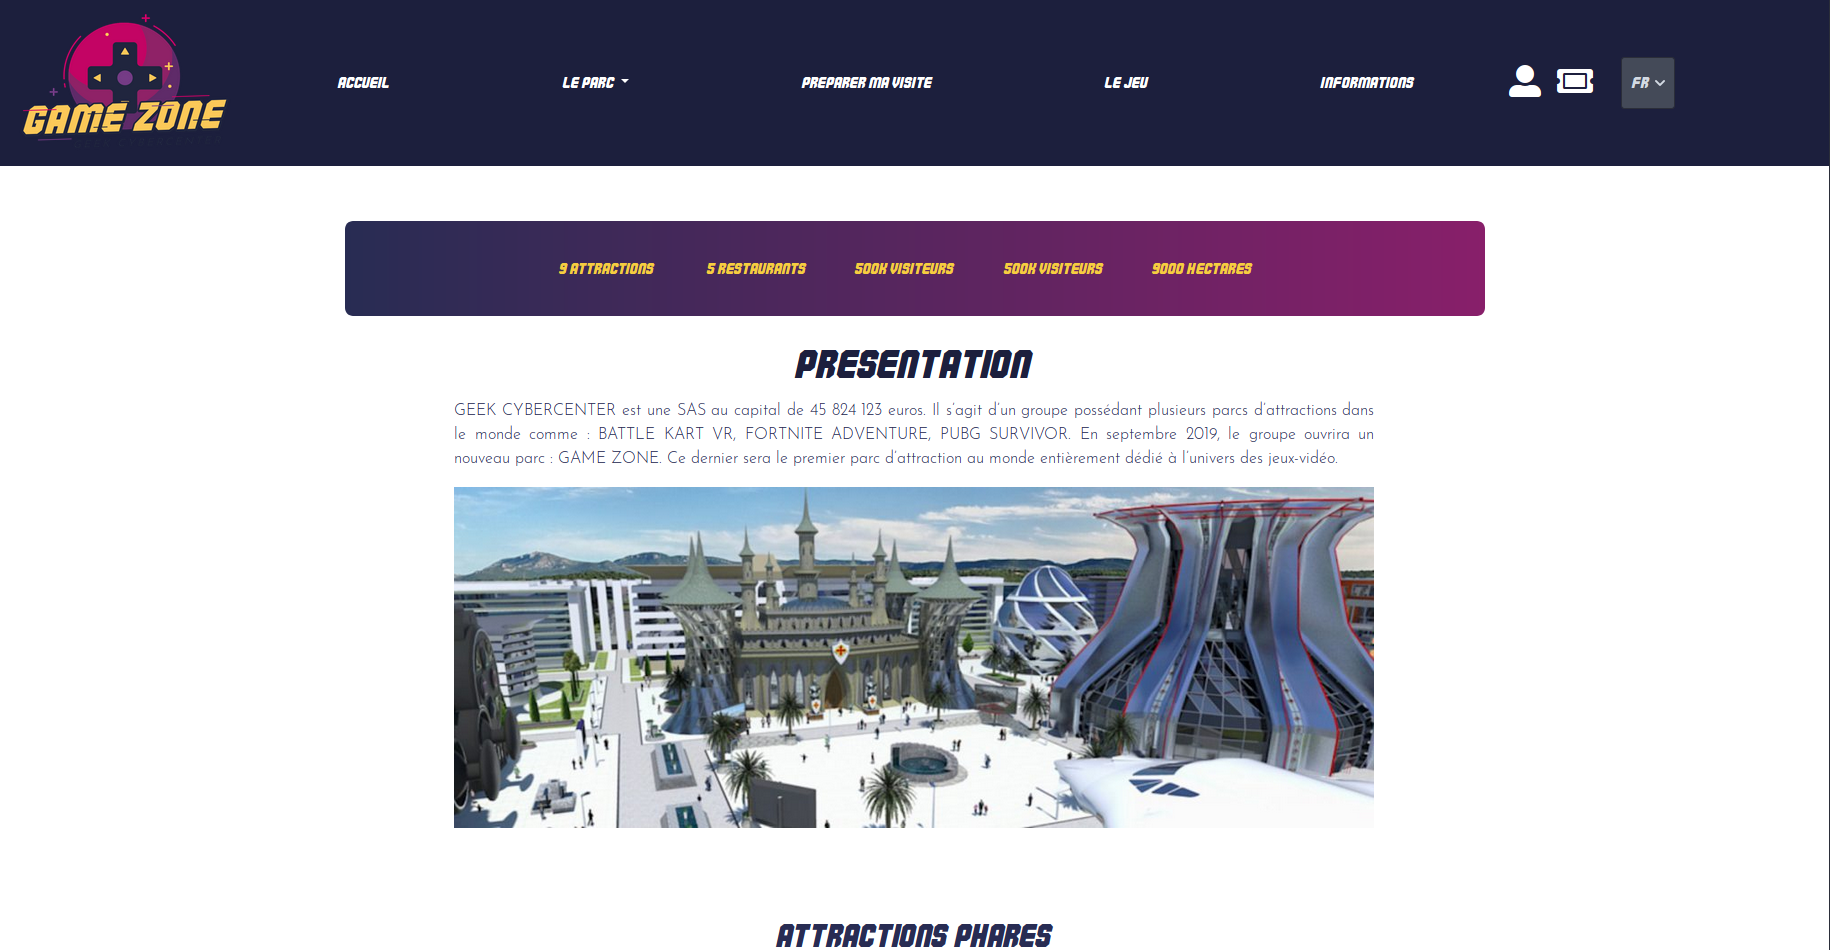 GAME ZONE
ACCUEIL
LE PARC
PREPARER MA VISITE
LE JEU
INFORMATIONS
FR
9 ATTRACTIONS
5 RESTAURANTS
500K VISITEURS
500K VISITEURS
9000 HECTARES
PRESENTATION
GEEK CYBERCENTER est une SAS au capital de 45 824 123 euros. Il s'agit d'un groupe possédant plusieurs parcs d'attractions dans
le monde comme : BATTLE KART VR, FORTNITE ADVENTURE, PUBG SURVIVOR. En septembre 2019, le groupe ouvrira un
nouveau parc : GAME ZONE. Ce dernier sera le premier parc d'attraction au monde entièrement dédié à l'univers des jeux-vidéo.
ATTRACTIONS PHARES